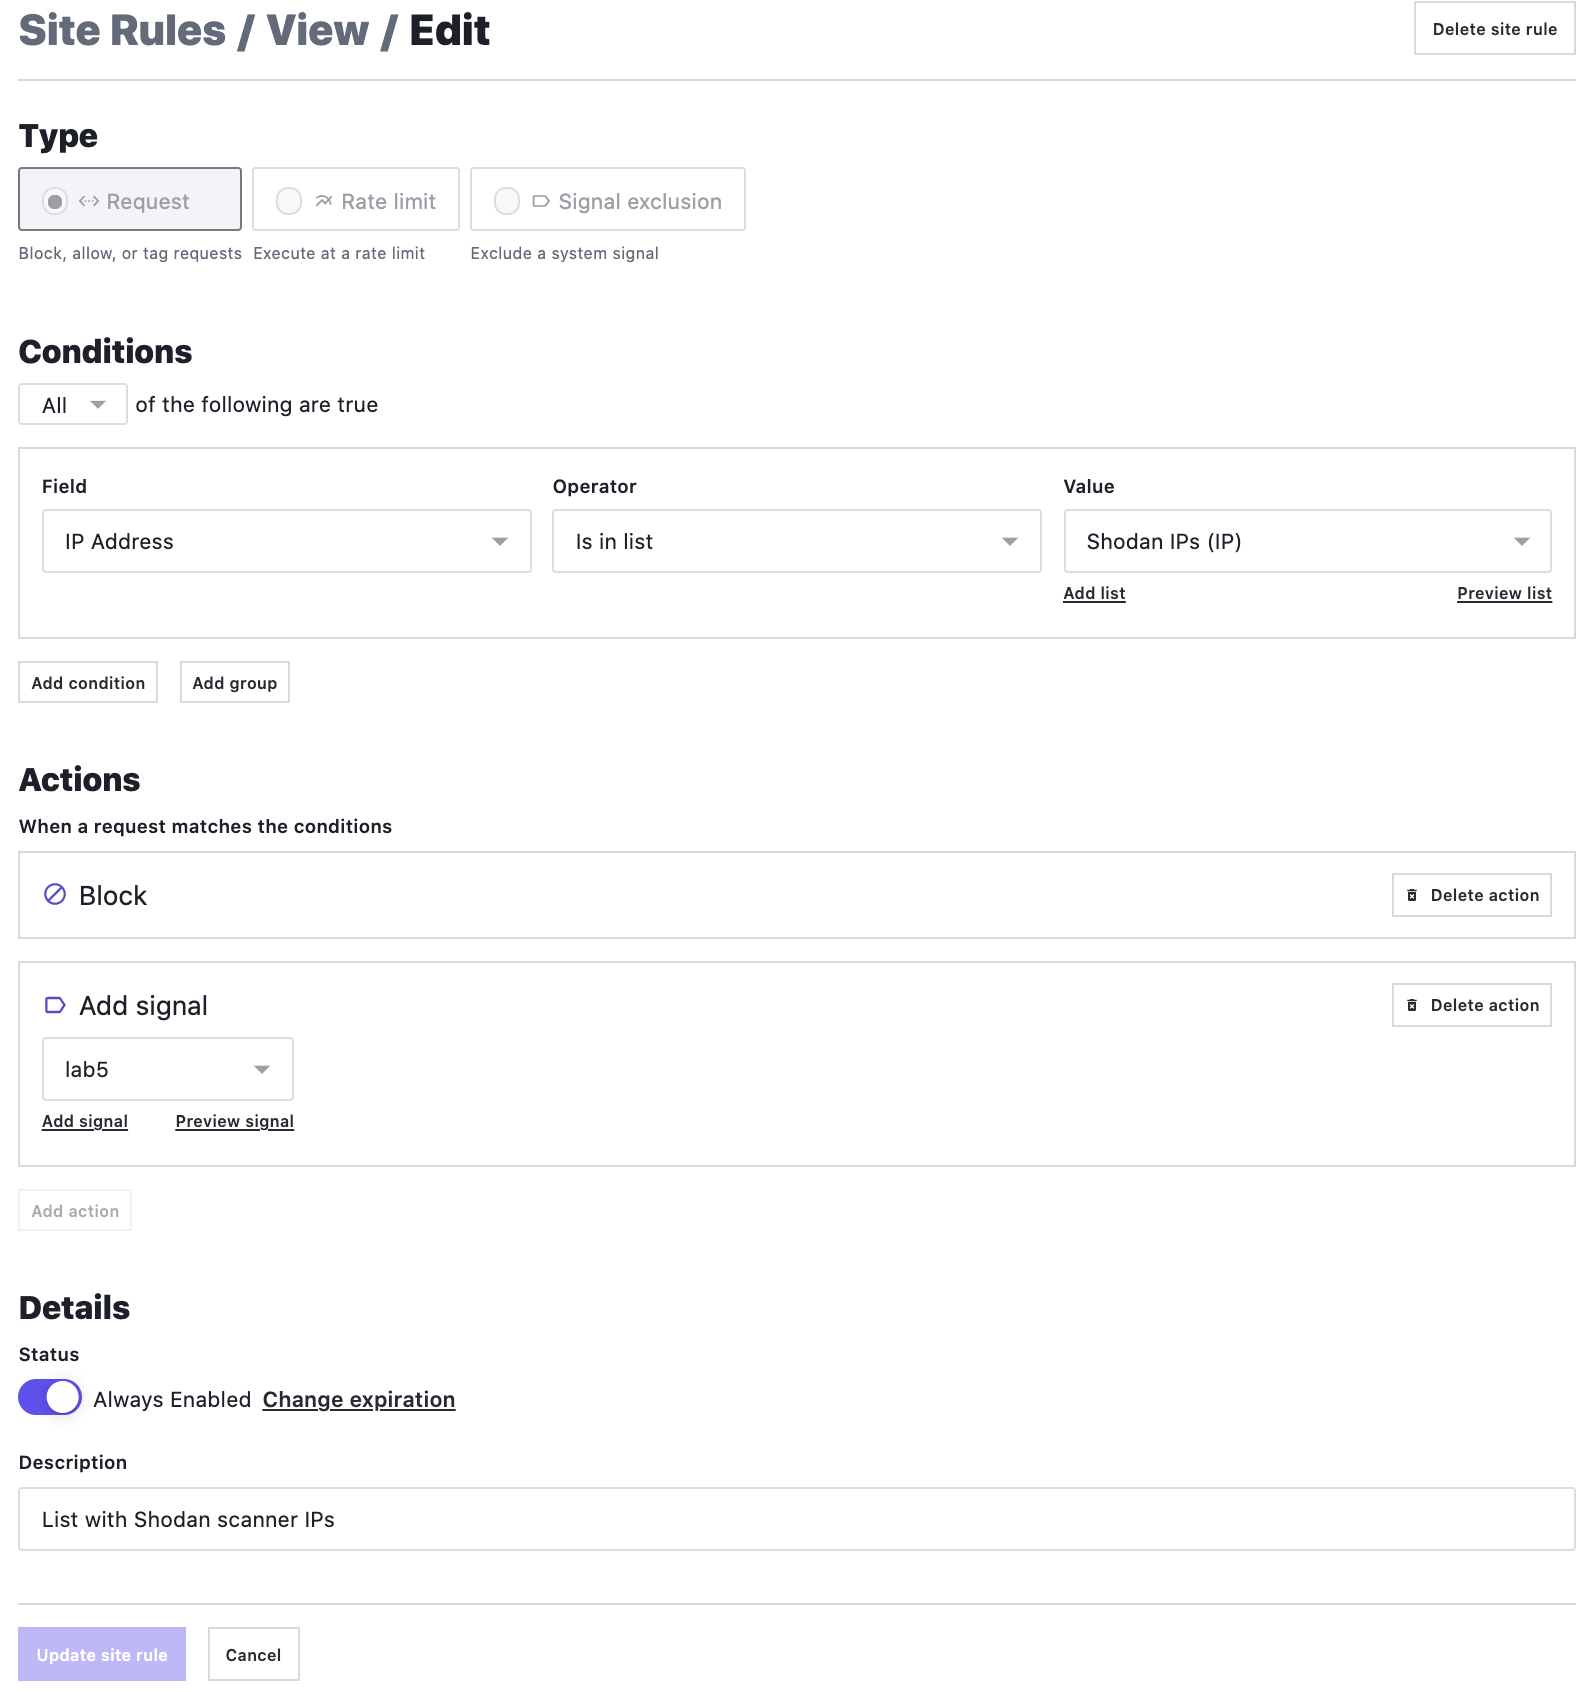 Site Rules / View / Edit
Delete site rule
Type
Request
Rate limit
Signal exclusion
Block, allow, or tag requests
Execute at a rate limit
Exclude a system signal
Conditions
All of the following are true
Field
Operator
Value
IP Address
Is in list
Shodan IPs (IP)
Add list
Preview list
Add condition
Add group
Actions
When a request matches the conditions
Block
Delete action
Add signal
Delete action
lab5
Add signal
Preview signal
Add action
Details
Status
Always Enabled Change expiration
Description
List with Shodan scanner IPs
Update site rule
Cancel